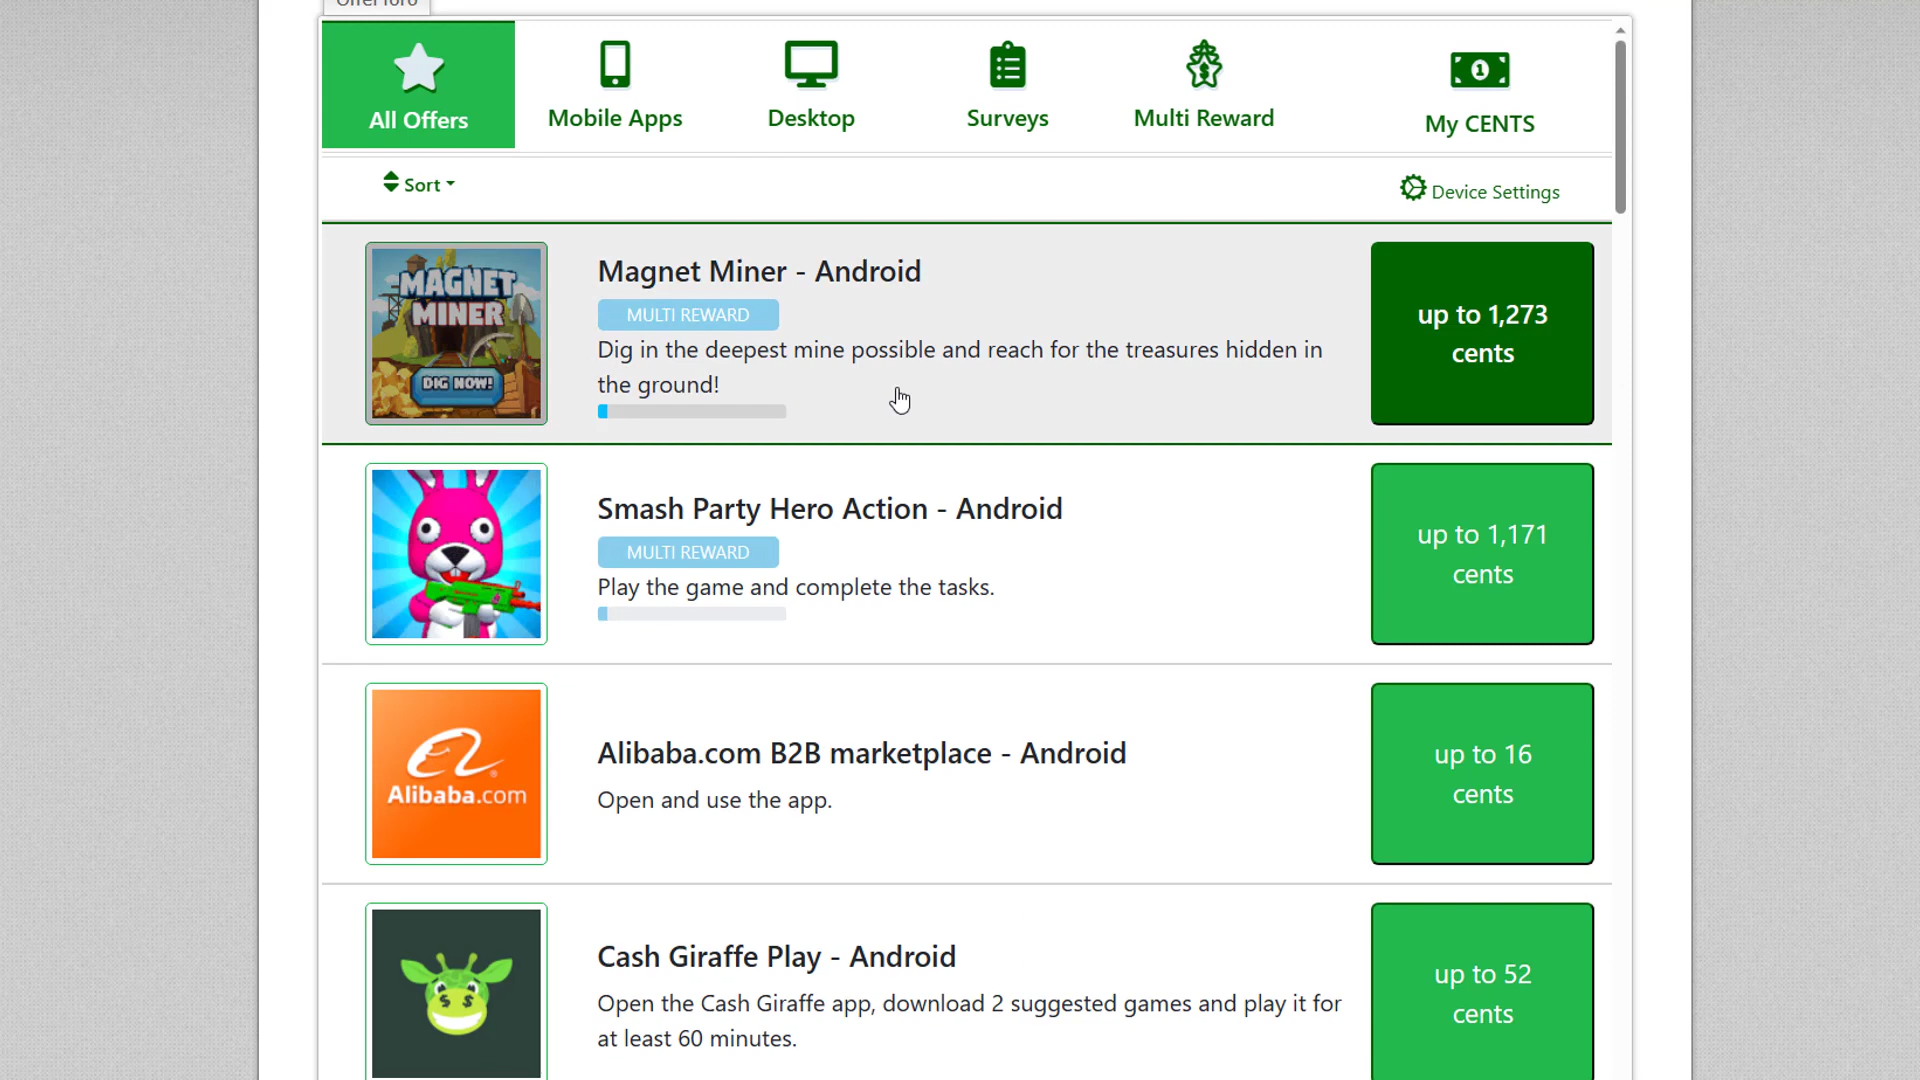 OfferToro
All Offers
Mobile Apps
Desktop
Surveys
Multi Reward
My CENTS
Sort
Device Settings
MAGNET
MINER
DIG NOW!
Magnet Miner - Android
MULTI REWARD
Dig in the deepest mine possible and reach for the treasures hidden in
the ground!
up to 1,273
cents
Smash Party Hero Action - Android
MULTI REWARD
Play the game and complete the tasks.
up to 1,171
cents
Alibaba.com
Alibaba.com B2B marketplace - Android
Open and use the app.
up to 16
cents
Cash Giraffe Play - Android
Open the Cash Giraffe app, download 2 suggested games and play it for
at least 60 minutes.
up to 52
cents